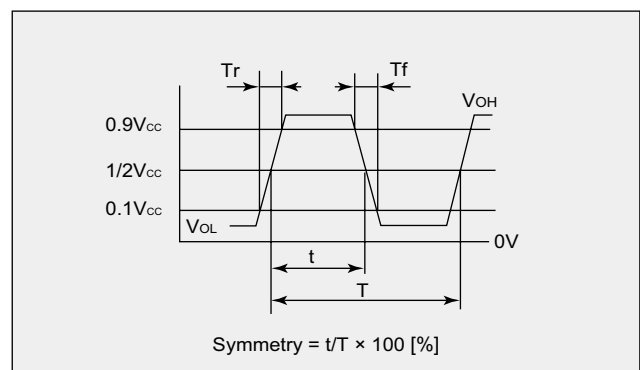 Tr Tf
VOH
0.9Vcc
1/2Vcc
0.1Vcc
VOL
0V
t
T
Symmetry = t/T × 100 [%]